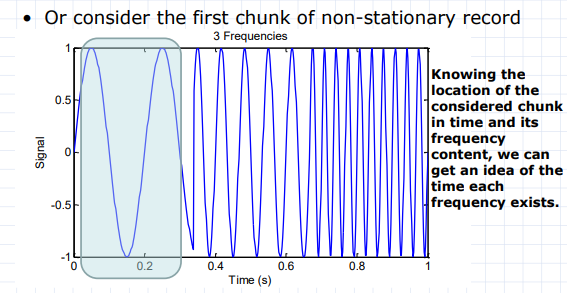 • Or consider the first chunk of non-stationary record
3 Frequencies
1
0.5
0
-0.5
-1
Signal
0
0.2
0.4
0.6
0.8
1
Time (s)
Knowing the
location of the
considered chunk
in time and its
frequency
content, we can
get an idea of the
time each
frequency exists.